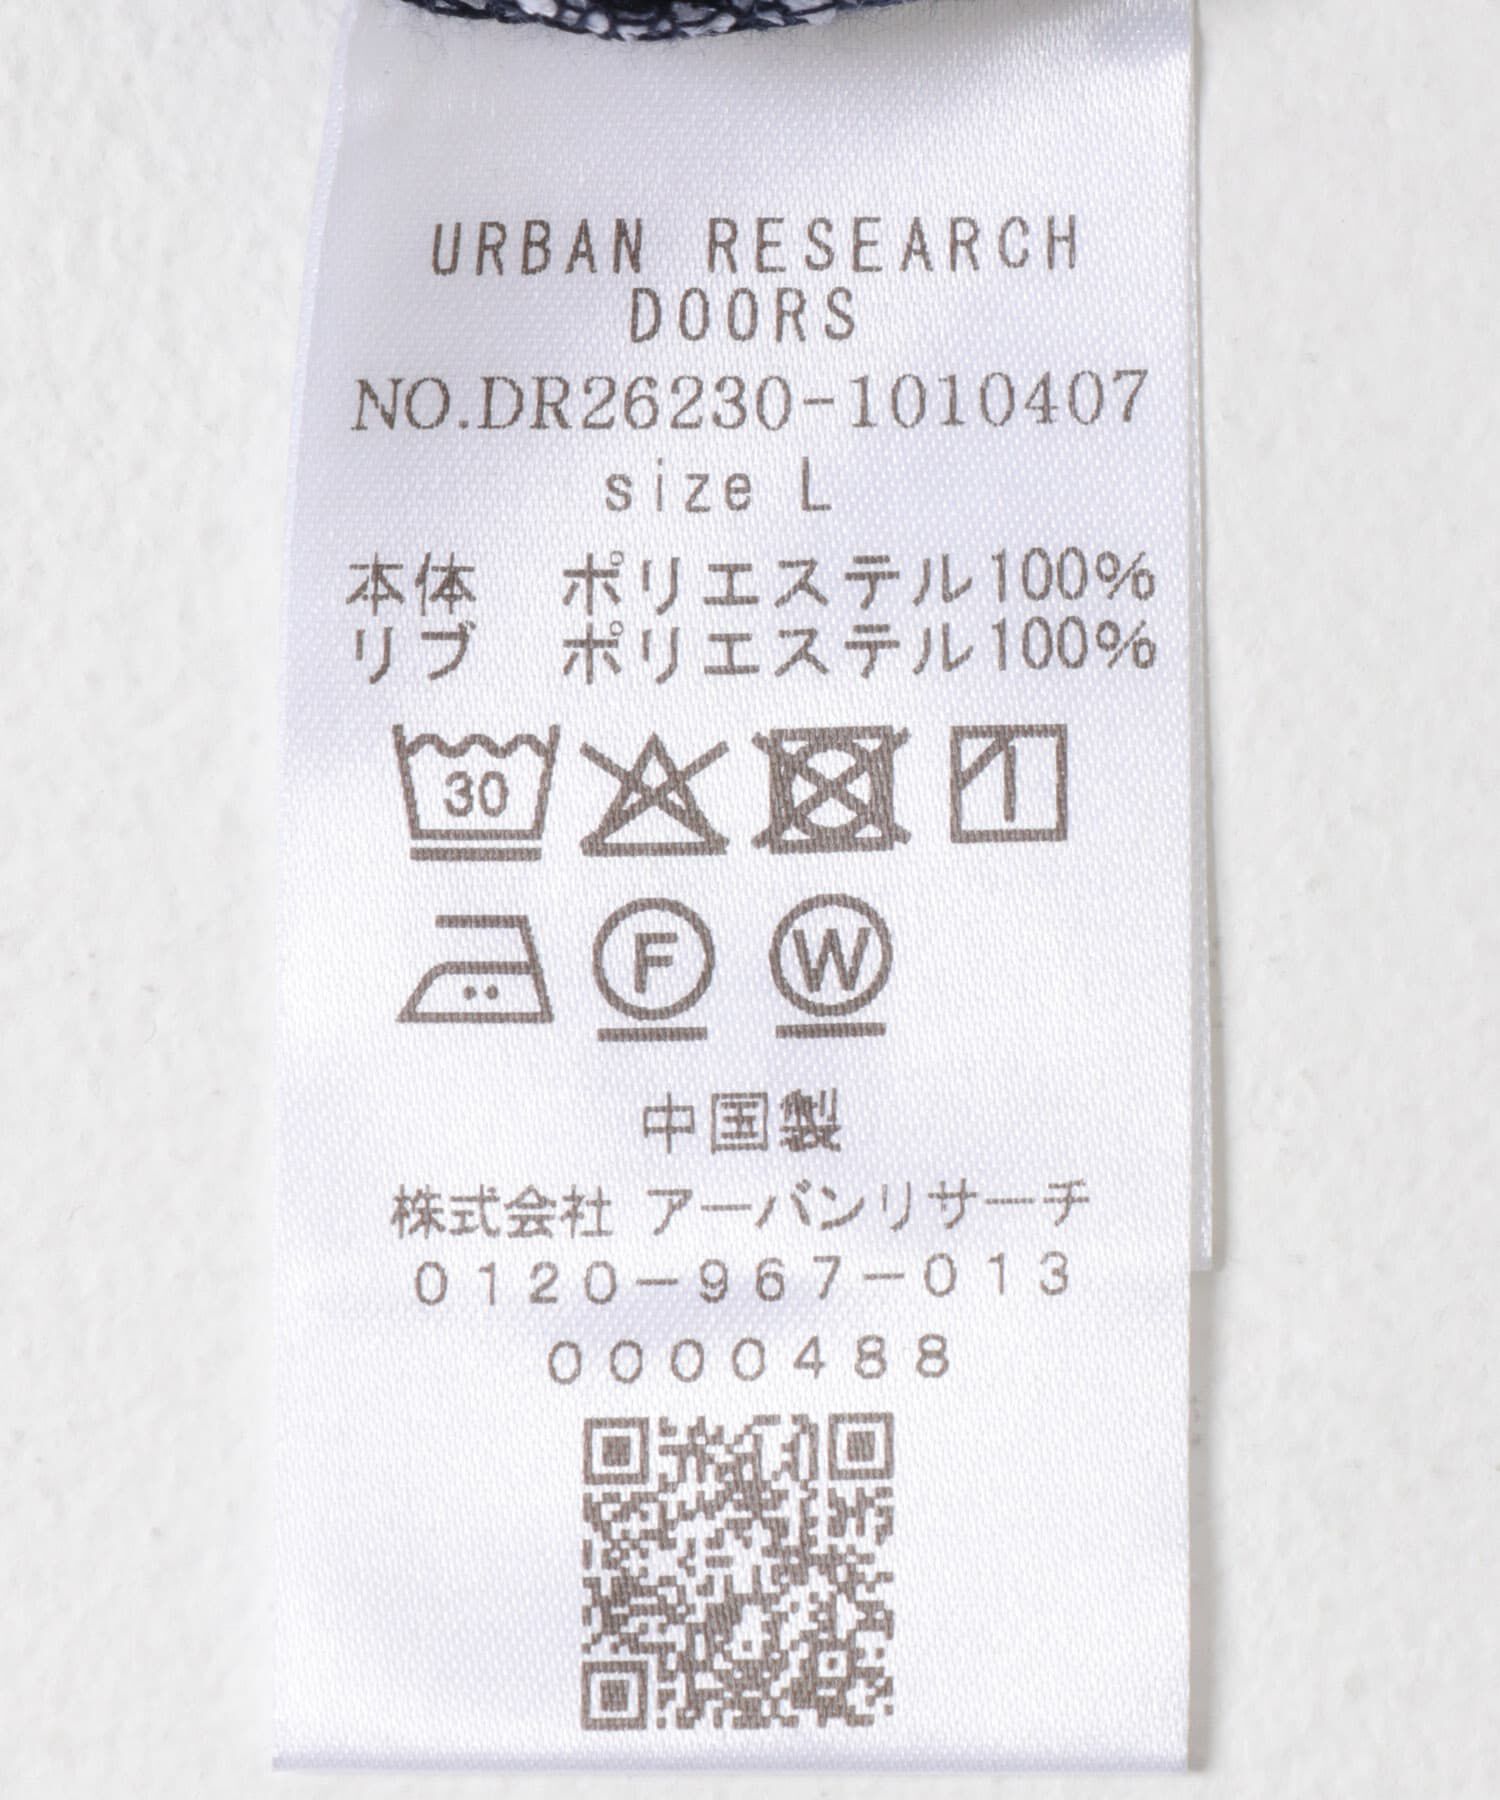 URBAN RESEARCH
DOORS
NO.DR26230-1010407
size L
本体 ポリエステル100%
リブ ポリエステル100%
30
F W
中国製
株式会社 アーバンリサーチ
0120-967-013
0000488